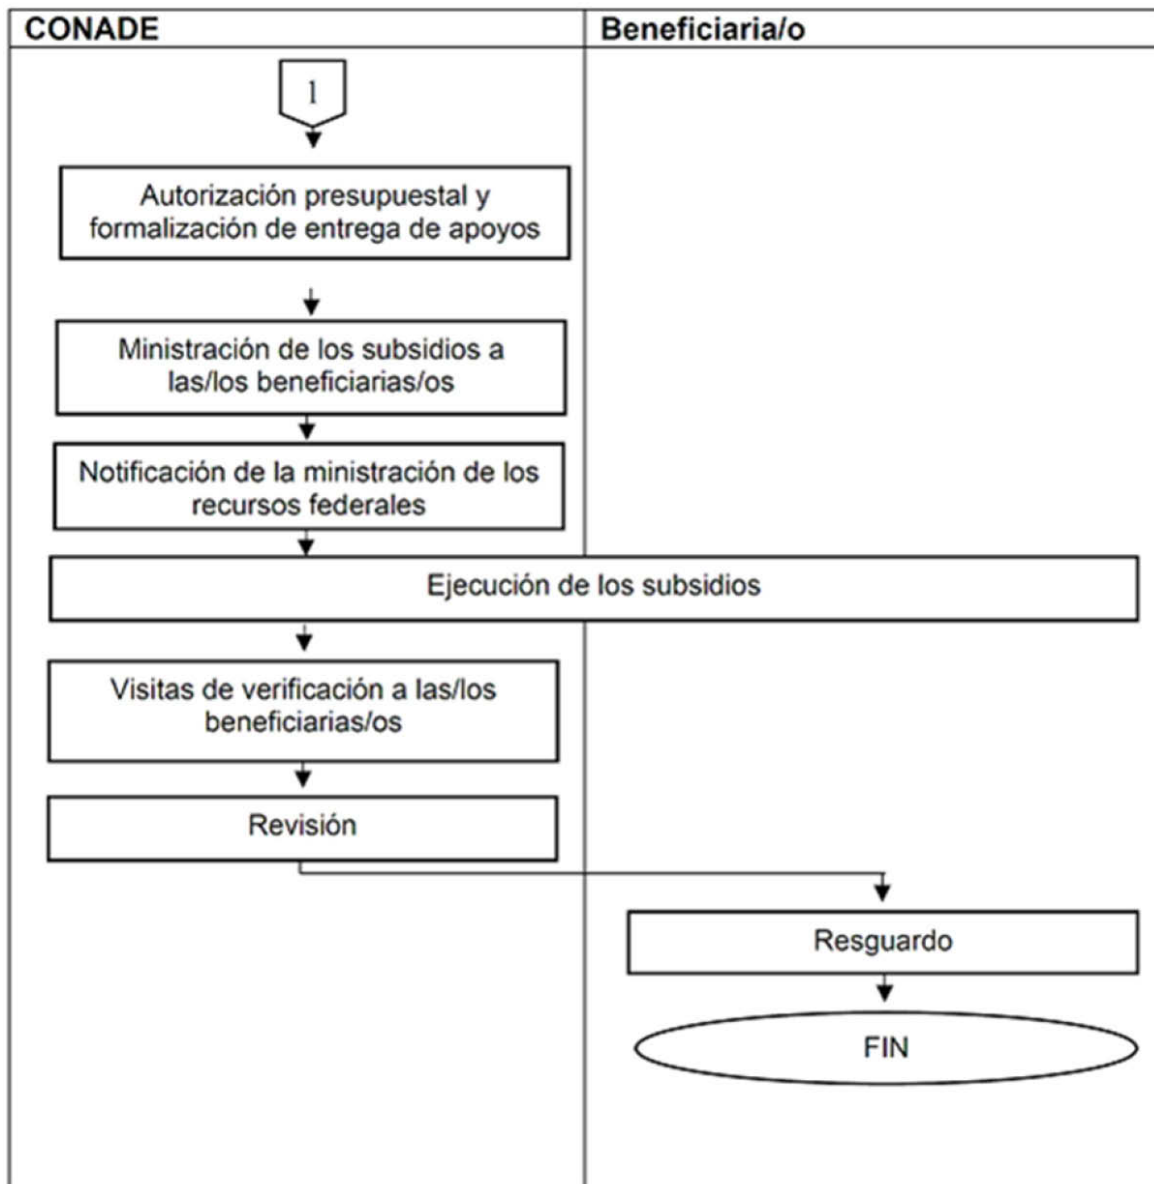 CONADE
Beneficiaria/o
1
Autorización presupuestal y
formalización de entrega de apoyos
Ministración de los subsidios a
las/los beneficiarias/os
Notificación de la ministración de los
recursos federales
Ejecución de los subsidios
Visitas de verificación a las/los
beneficiarias/os
Revisión
Resguardo
FIN